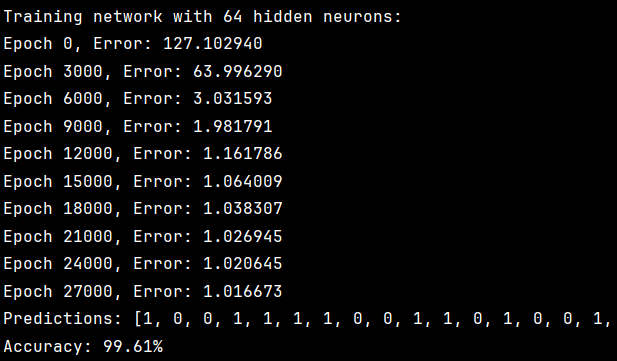 Training network with 64 hidden neurons:
Epoch 0, Error: 127.102940
Epoch 3000, Error: 63.996290
Epoch 6000, Error: 3.031593
Epoch 9000, Error: 1.981791
Epoch 12000, Error: 1.161786
Epoch 15000, Error: 1.064009
Epoch 18000, Error: 1.038307
Epoch 21000, Error: 1.026945
Epoch 24000, Error: 1.020645
Epoch 27000, Error: 1.016673
Predictions: [1, 0, 0, 1, 1, 1, 1, 0, 0, 1, 1, 0, 1, 0, 0, 1,
Accuracy: 99.61%